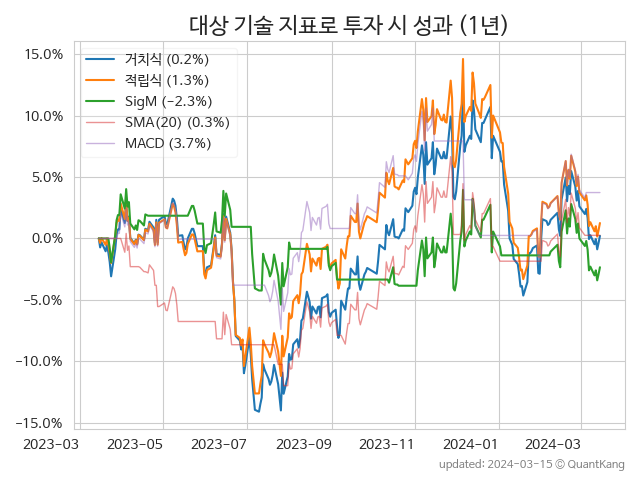 대상 기술 지표로 투자 시 성과 (1년)
15.0%
10.0%
5.0%
0.0%
−5.0%
−10.0%
−15.0%
거치식 (0.2%)
적립식 (1.3%)
SigM (−2.3%)
SMA(20) (0.3%)
MACD (3.7%)
2023-03 2023-05 2023-07 2023-09 2023-11 2024-01 2024-03
updated: 2024-03-15 © QuantKang